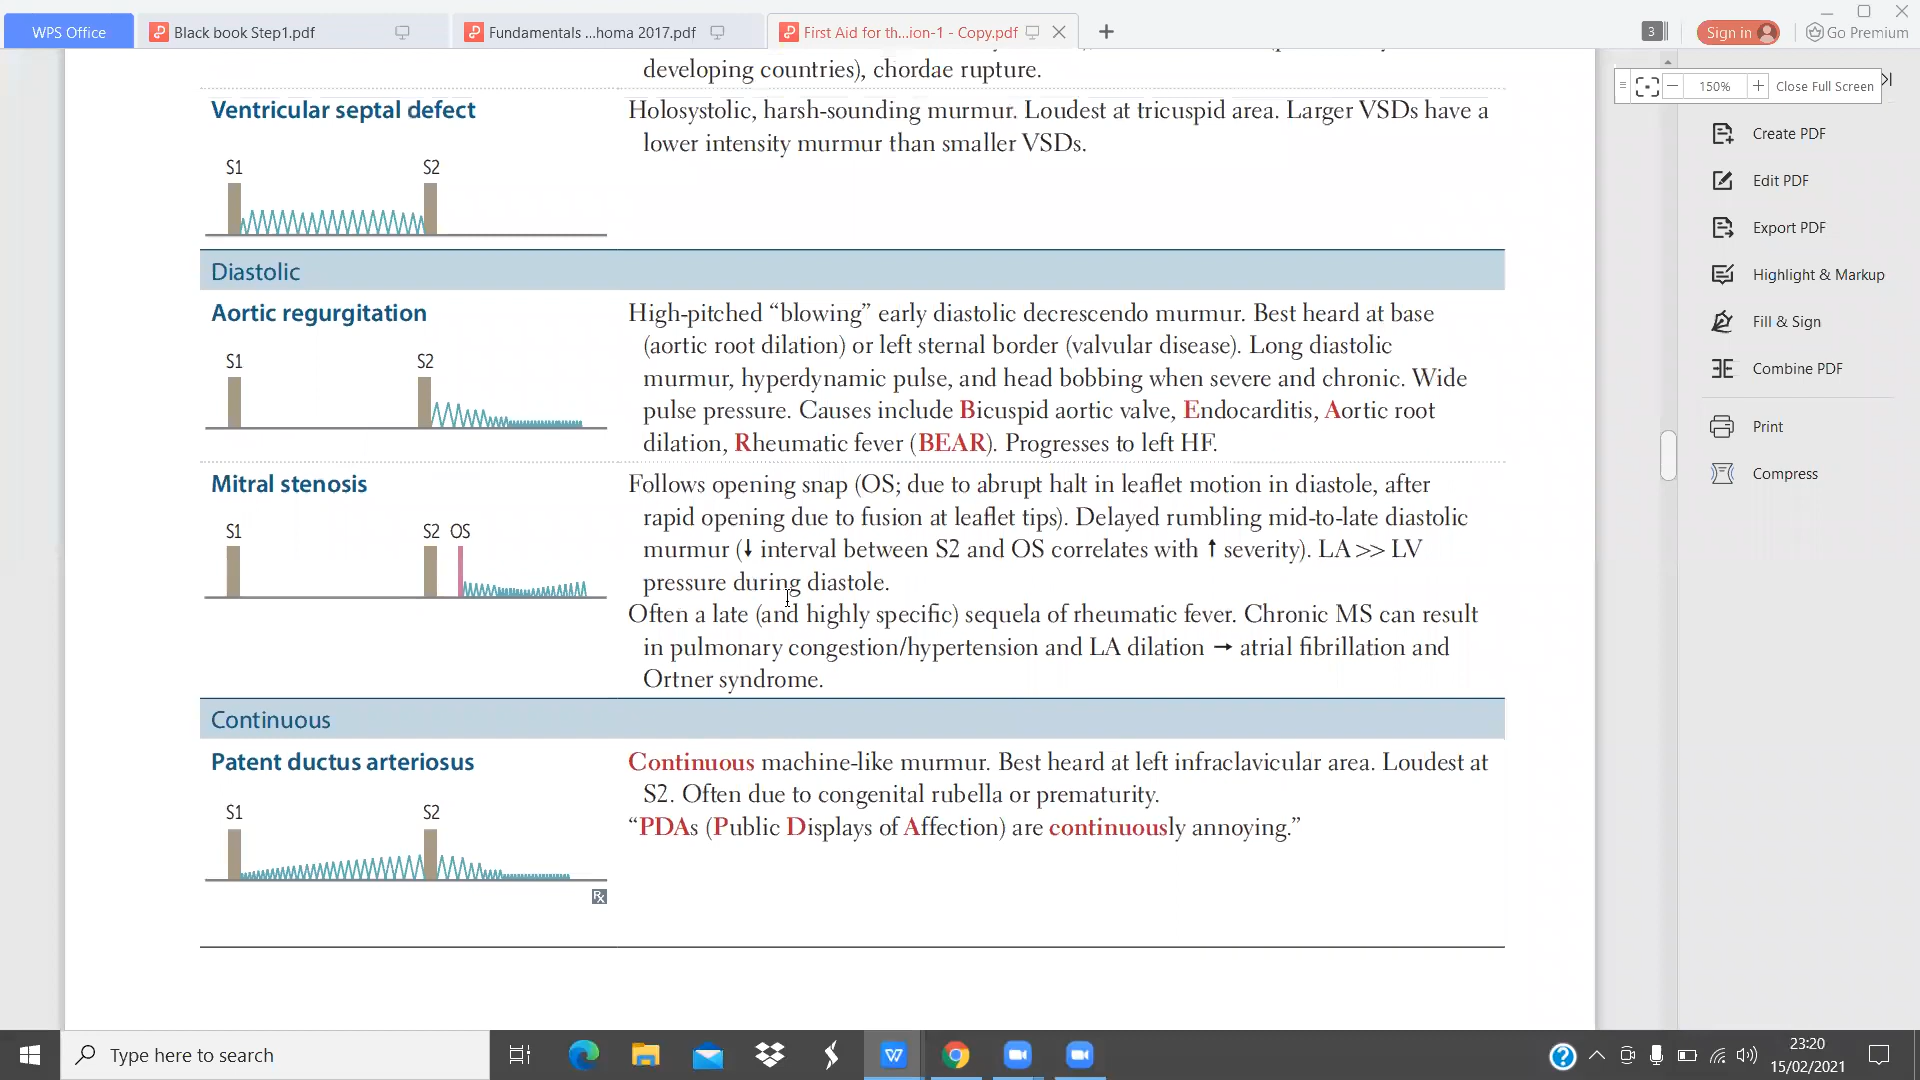 WPS Office
Black book Step1.pdf
Fundamentals ...homa 2017.pdf
First Aid for th...ion-1 - Copy.pdf
3
Sign in
Go Premium
developing countries), chordae rupture.
150%
Close Full Screen
Ventricular septal defect
Holosystolic, harsh-sounding murmur. Loudest at tricuspid area. Larger VSDs have a
lower intensity murmur than smaller VSDs.
S1 S2
Diastolic
Aortic regurgitation
High-pitched “blowing” early diastolic decrescendo murmur. Best heard at base
(aortic root dilation) or left sternal border (valvular disease). Long diastolic
murmur, hyperdynamic pulse, and head bobbing when severe and chronic. Wide
pulse pressure. Causes include Bicuspid aortic valve, Endocarditis, Aortic root
dilation, Rheumatic fever (BEAR). Progresses to left HF.
S1 S2
Mitral stenosis
Follows opening snap (OS; due to abrupt halt in leaflet motion in diastole, after
rapid opening due to fusion at leaflet tips). Delayed rumbling mid-to-late diastolic
murmur (↓ interval between S2 and OS correlates with ↑ severity). LA >> LV
pressure during diastole.
Often a late (and highly specific) sequela of rheumatic fever. Chronic MS can result
in pulmonary congestion/hypertension and LA dilation → atrial fibrillation and
Ortner syndrome.
S1 S2 OS
Continuous
Patent ductus arteriosus
Continuous machine-like murmur. Best heard at left infraclavicular area. Loudest at
S2. Often due to congenital rubella or prematurity.
“PDAs (Public Displays of Affection) are continuously annoying.”
S1 S2
Rx
Create PDF
Edit PDF
Export PDF
Highlight & Markup
Fill & Sign
Combine PDF
Print
Compress
Type here to search
23:20
15/02/2021